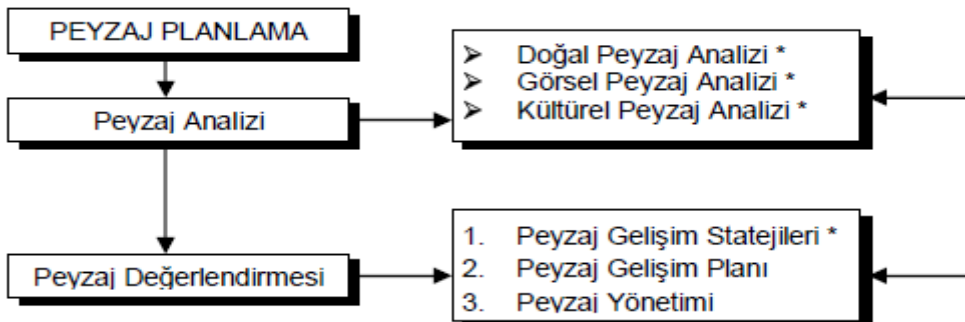 PEYZAJ PLANLAMA
Peyzaj Analizi
➢ Doğal Peyzaj Analizi *
➢ Görsel Peyzaj Analizi *
➢ Kültürel Peyzaj Analizi *
Peyzaj Değerlendirmesi
1. Peyzaj Gelişim Statejileri *
2. Peyzaj Gelişim Planı
3. Peyzaj Yönetimi